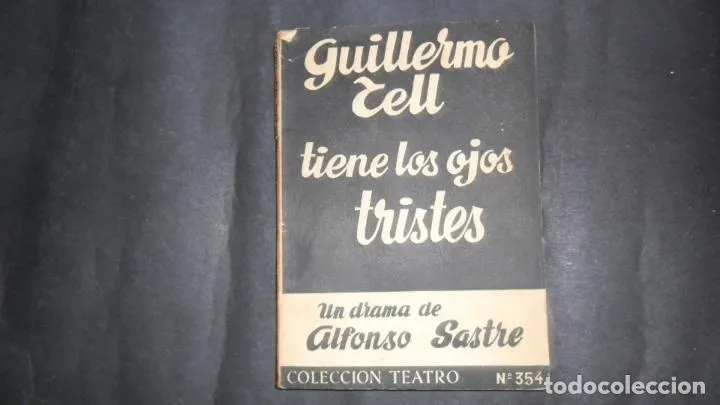 Guillermo
Tell
tiene los ojos
tristes
Un drama de
Alfonso Sastre
COLECCION TEATRO Nº 354
todocoleccion